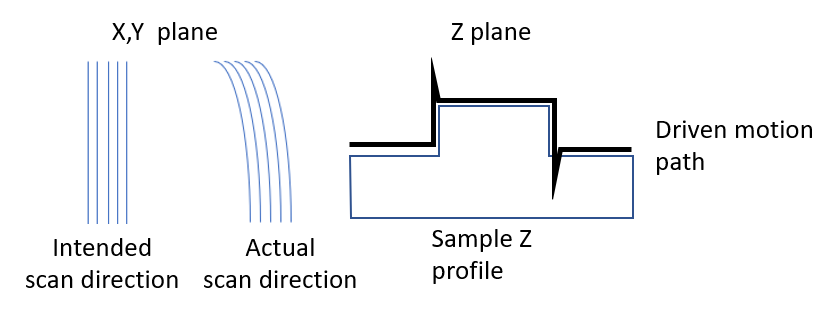 X,Y  plane
Z plane
Driven motion
path
Intended
scan direction
Actual
scan direction
Sample Z
profile